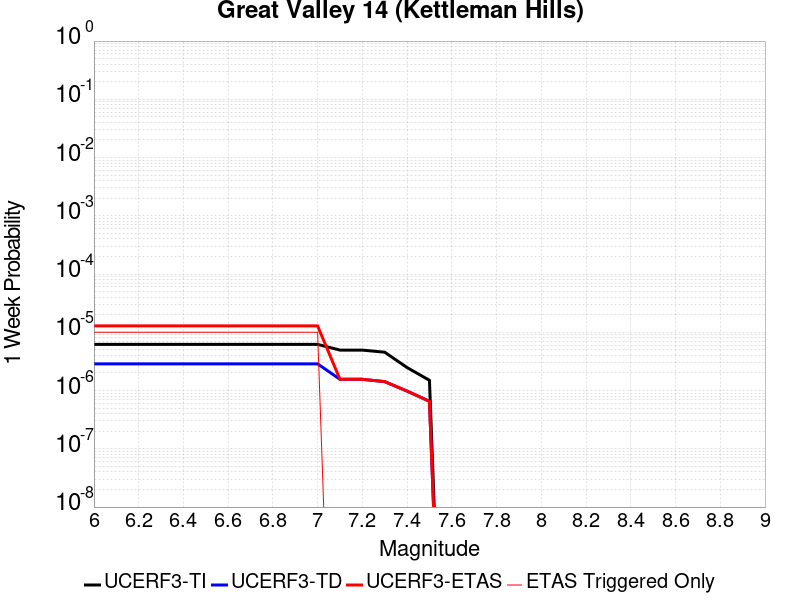 Great Valley 14 (Kettleman Hills)
1 Week Probability
10^0
10^-1
10^-2
10^-3
10^-4
10^-5
10^-6
10^-7
10^-8
6 6.2 6.4 6.6 6.8 7 7.2 7.4 7.6 7.8 8 8.2 8.4 8.6 8.8 9
Magnitude
UCERF3-TI UCERF3-TD UCERF3-ETAS ETAS Triggered Only